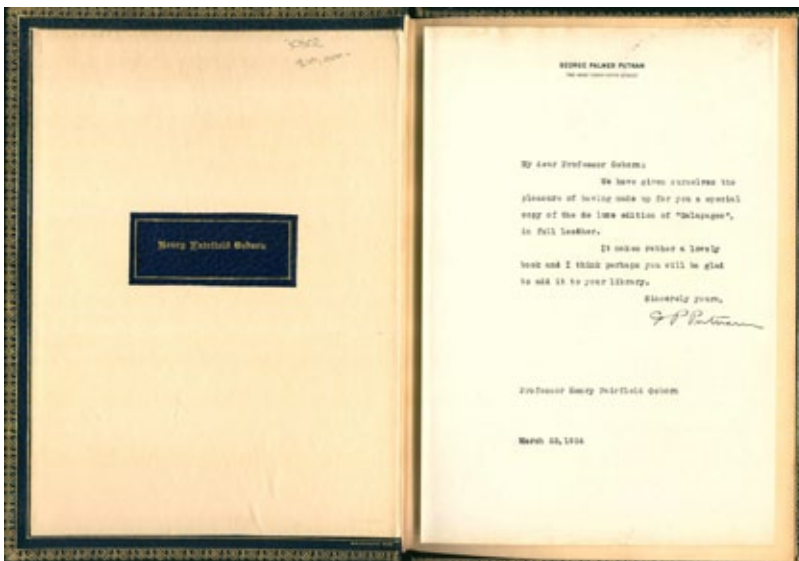 Henry Fairfield Osborn
GEORGE PALMER PUTNAM
My dear Professor Osborn:
We have given ourselves the
pleasure of having made up for you a special
copy of the de luxe edition of "Galapagos",
in full leather.
It makes rather a lovely
book and I think perhaps you will be glad
to add it to your library.
Sincerely yours,
G P Putnam
Professor Henry Fairfield Osborn
March